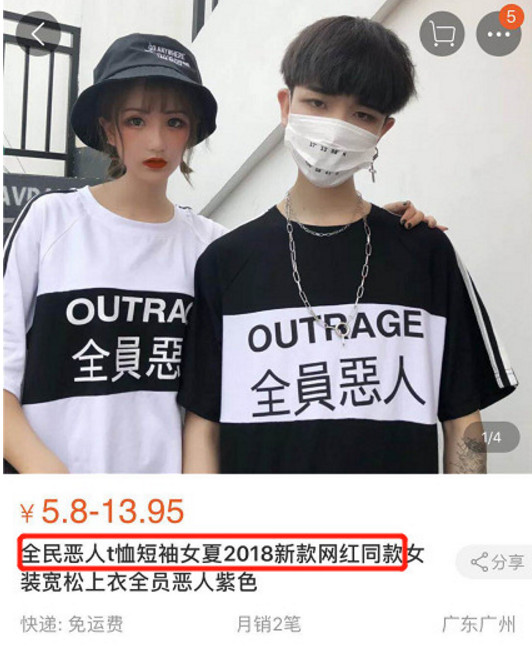 5
OUTRA
全員惡
OUTRAGE
全員惡人
1/4
¥ 5.8-13.95
全民恶人t恤短袖女夏2018新款网红同款女
装宽松上衣全员恶人紫色
分享
快递: 免运费
月销2笔
广东广州